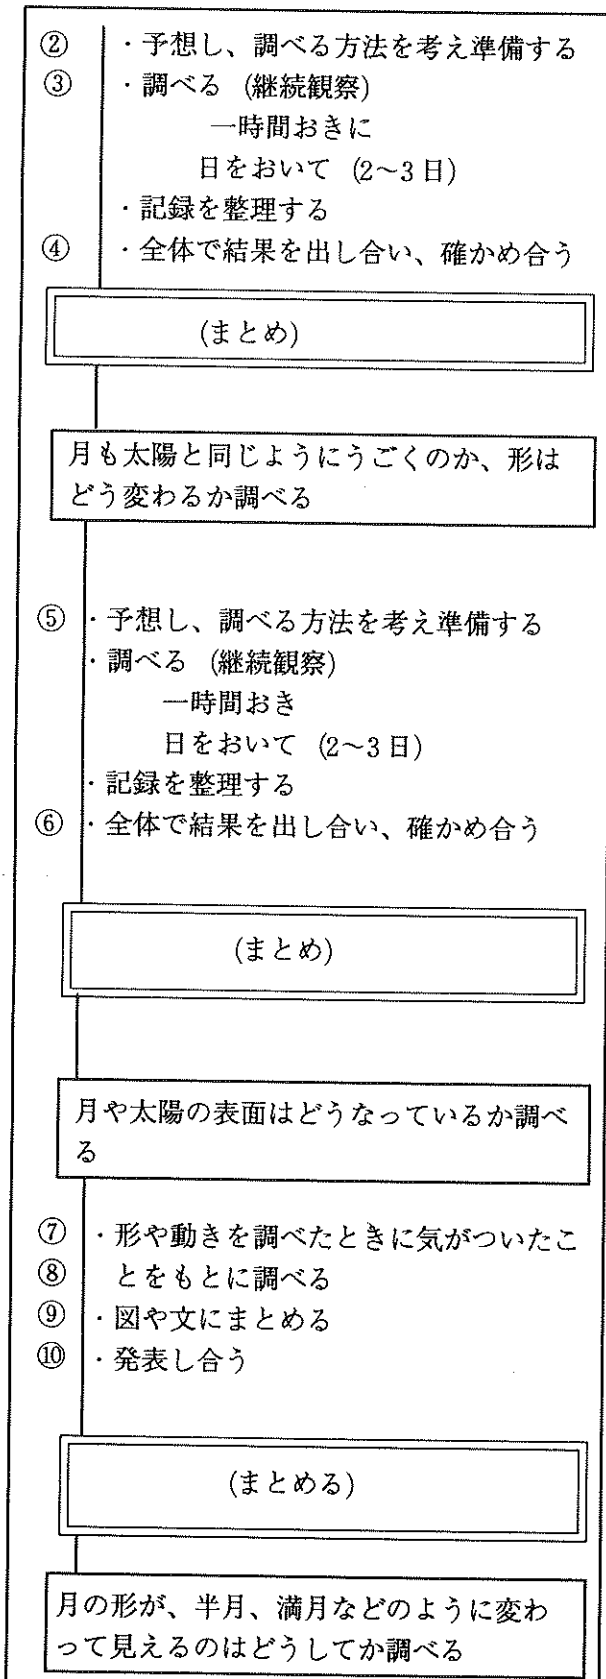 ② ・予想し、調べる方法を考え準備する
③ ・調べる (継続観察)
一時間おきに
日をおいて (2〜3日)
・記録を整理する
④ ・全体で結果を出し合い、確かめ合う
(まとめ)
月も太陽と同じようにうごくのか、形は
どう変わるか調べる
⑤ ・予想し、調べる方法を考え準備する
・調べる (継続観察)
一時間おき
日をおいて (2〜3日)
・記録を整理する
⑥ ・全体で結果を出し合い、確かめ合う
(まとめ)
月や太陽の表面はどうなっているか調べ
る
⑦ ・形や動きを調べたときに気がついたこ
⑧ とをもとに調べる
⑨ ・図や文にまとめる
⑩ ・発表し合う
(まとめる)
月の形が、半月、満月などのように変わ
って見えるのはどうしてか調べる